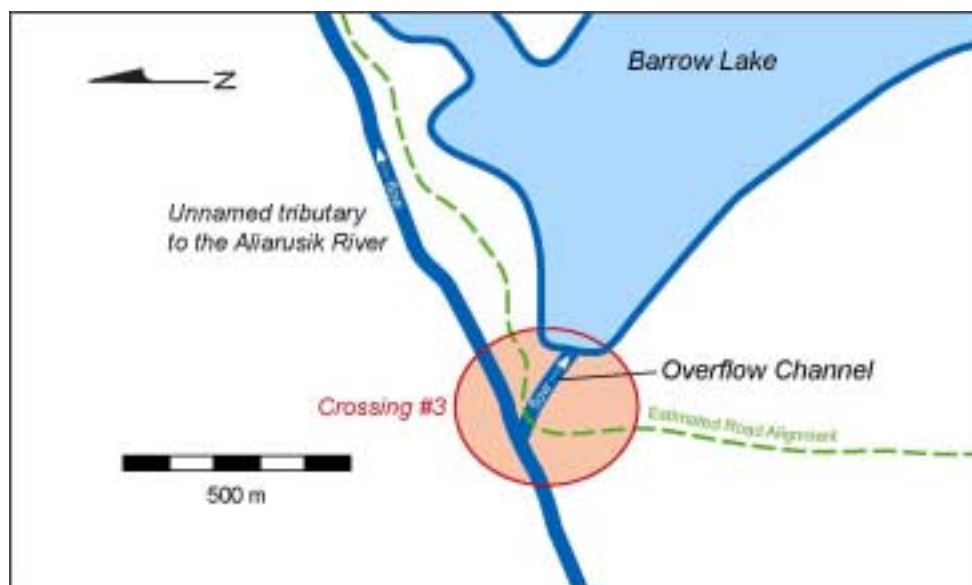 Barrow Lake
N
flow
Unnamed tributary
to the Aliarusik River
flow
Overflow Channel
Crossing #3
Estimated Road Alignment
500 m